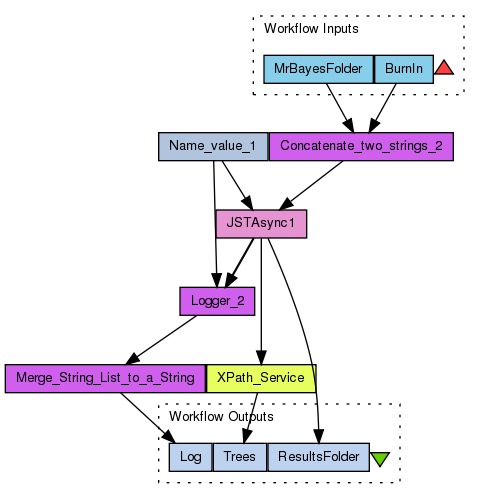 Workflow Inputs
MrBayesFolder BurnIn
Name_value_1 Concatenate_two_strings_2
JSTAsync1
Logger_2
Merge_String_List_to_a_String XPath_Service
Workflow Outputs
Log Trees ResultsFolder